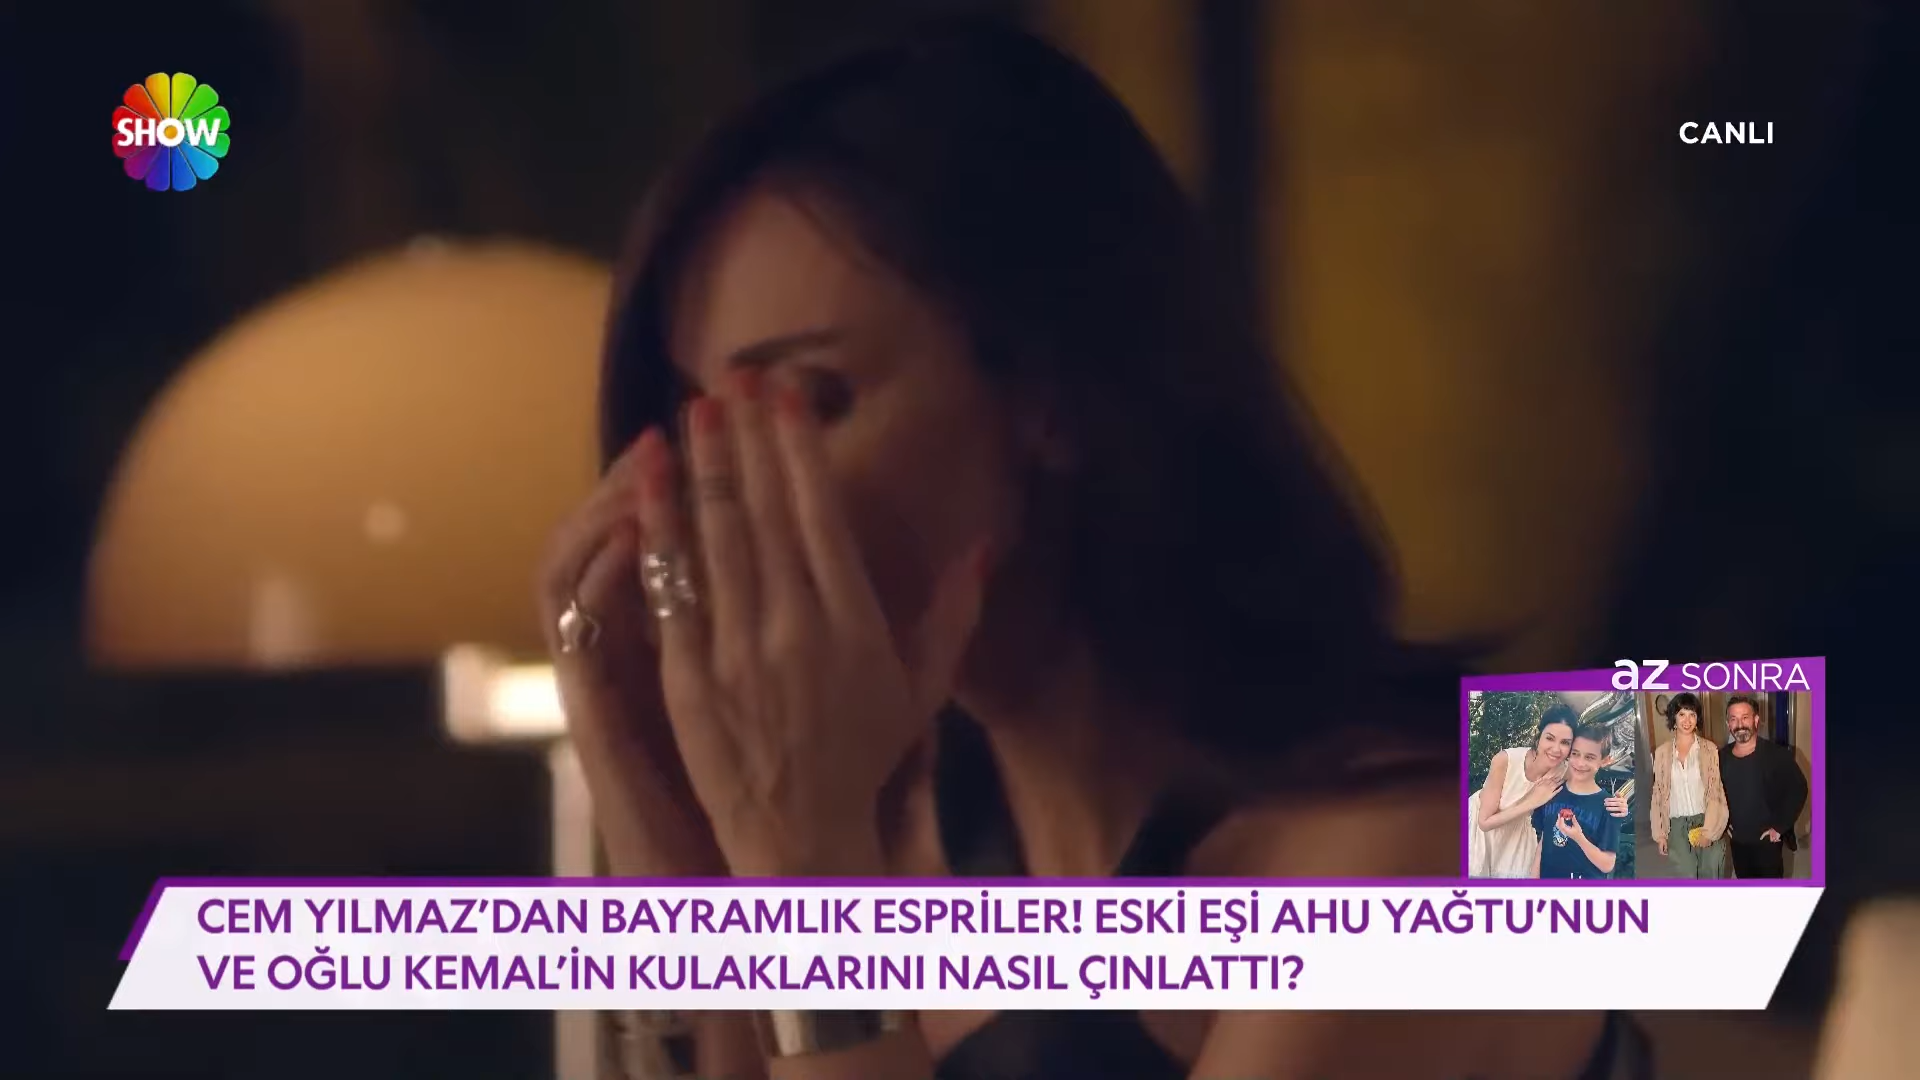 SHOW
CANLI
az SONRA
CEM YILMAZ'DAN BAYRAMLIK ESPRİLER! ESKİ EŞİ AHU YAĞTU'NUN
VE OĞLU KEMAL'İN KULAKLARINI NASIL ÇINLATTI?